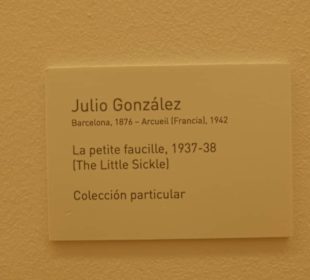 Julio González
Barcelona, 1876 – Arcueil (Francia), 1942
La petite faucille, 1937-38
(The Little Sickle)
Colección particular